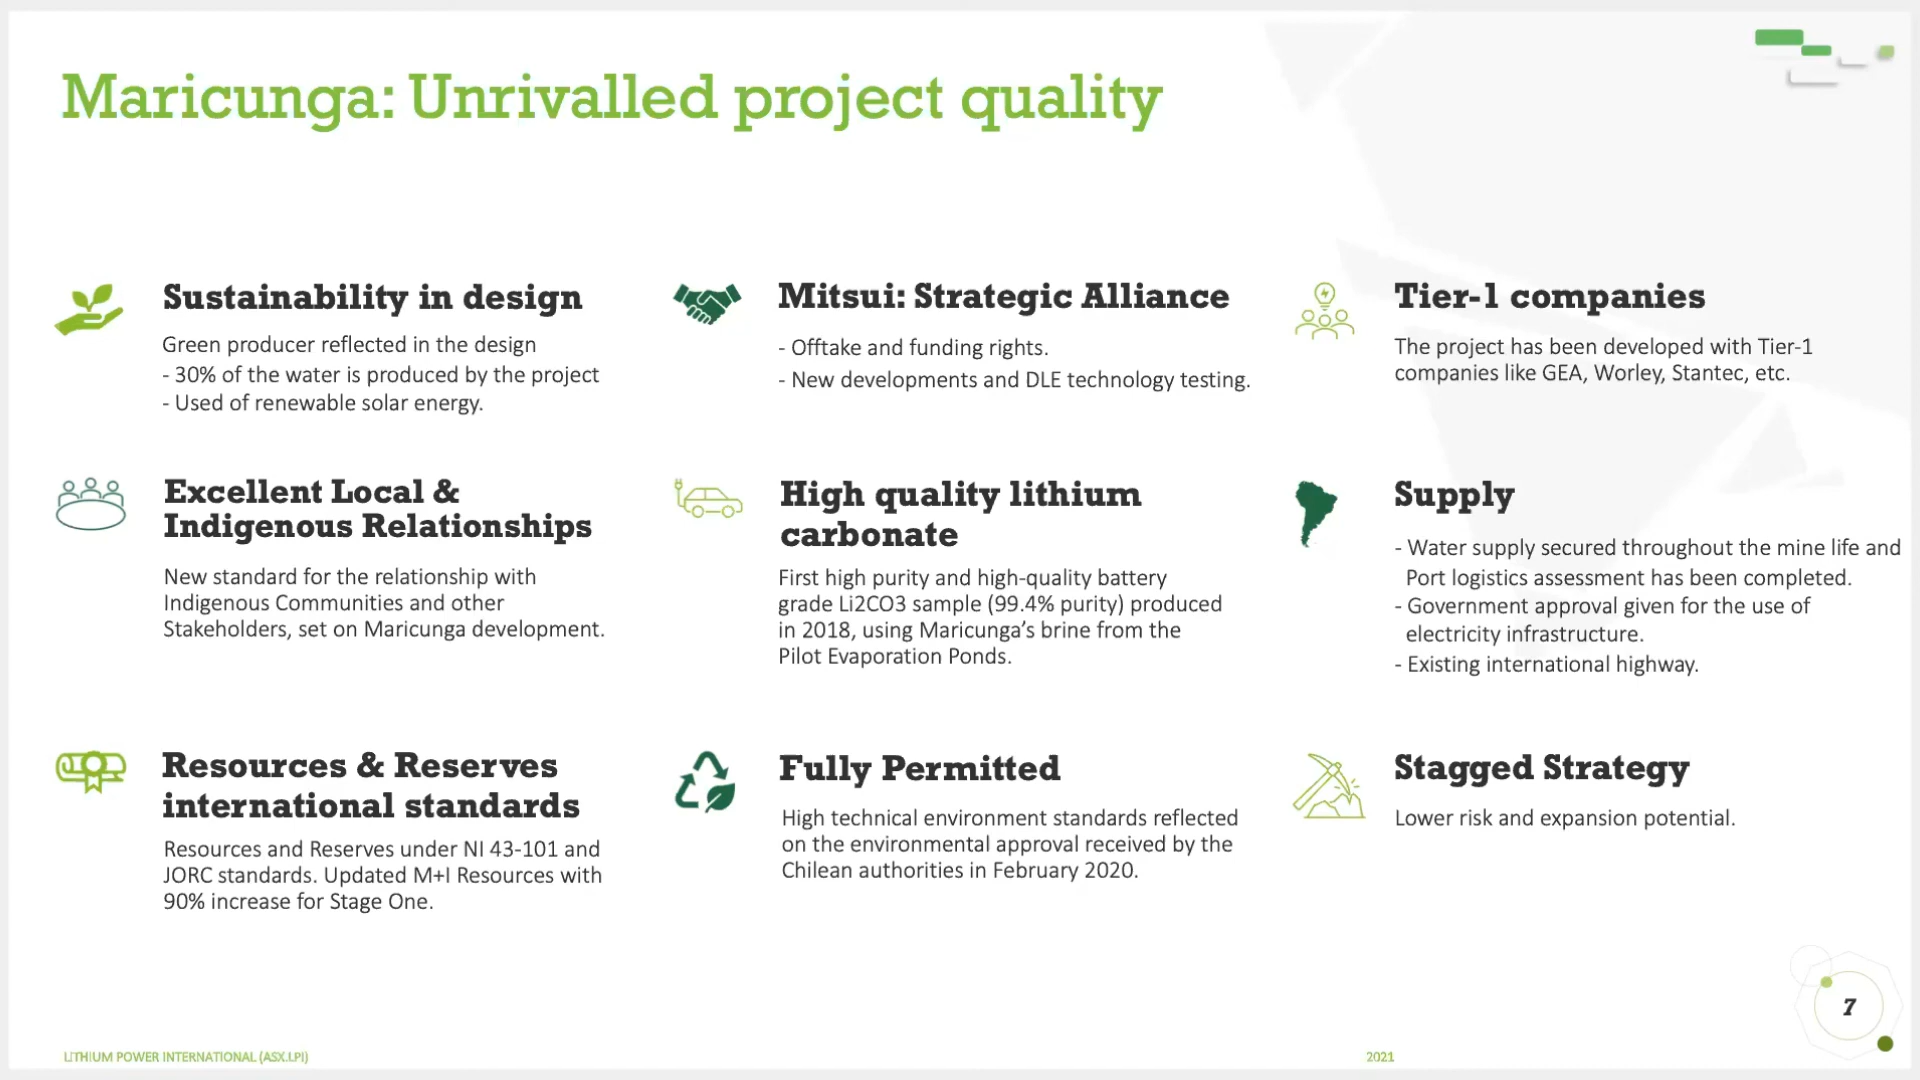 Maricunga: Unrivalled project quality
Sustainability in design
Green producer reflected in the design
- 30% of the water is produced by the project
- Used of renewable solar energy.
Mitsui: Strategic Alliance
- Offtake and funding rights.
- New developments and DLE technology testing.
Tier-1 companies
The project has been developed with Tier-1
companies like GEA, Worley, Stantec, etc.
Excellent Local &
Indigenous Relationships
New standard for the relationship with
Indigenous Communities and other
Stakeholders, set on Maricunga development.
High quality lithium
carbonate
First high purity and high-quality battery
grade Li2CO3 sample (99.4% purity) produced
in 2018, using Maricunga’s brine from the
Pilot Evaporation Ponds.
Supply
- Water supply secured throughout the mine life and
Port logistics assessment has been completed.
- Government approval given for the use of
electricity infrastructure.
- Existing international highway.
Resources & Reserves
international standards
Resources and Reserves under NI 43-101 and
JORC standards. Updated M+I Resources with
90% increase for Stage One.
Fully Permitted
High technical environment standards reflected
on the environmental approval received by the
Chilean authorities in February 2020.
Stagged Strategy
Lower risk and expansion potential.
7
LITHIUM POWER INTERNATIONAL (ASX.LPI)
2021